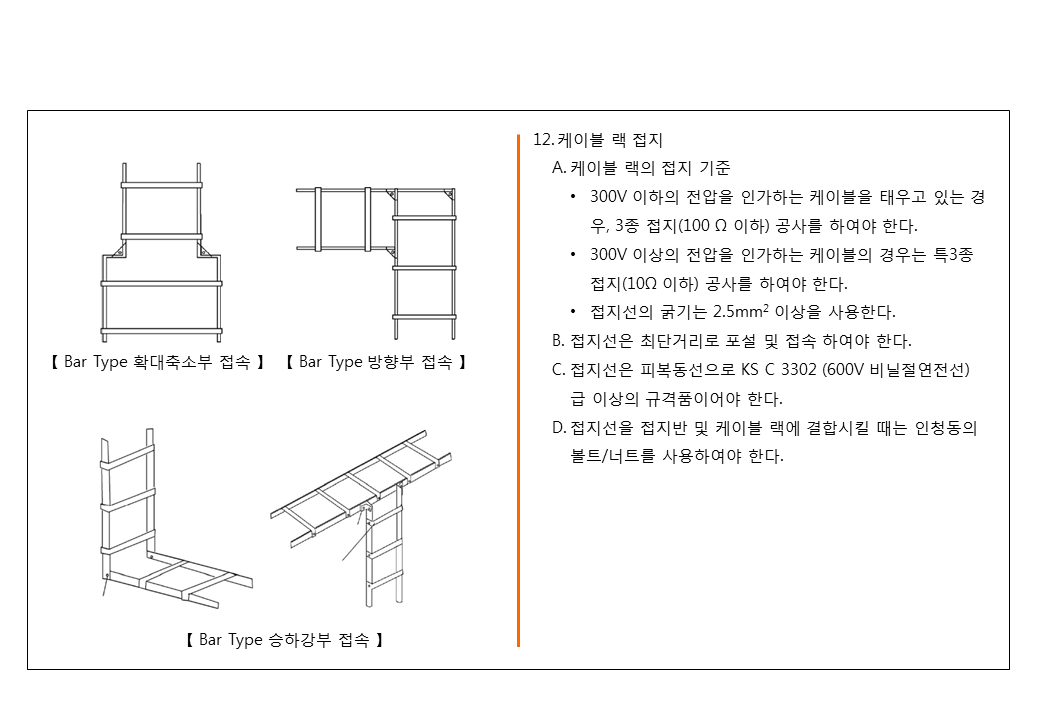 【 Bar Type 확대축소부 접속 】 【 Bar Type 방향부 접속 】
【 Bar Type 승하강부 접속 】
12. 케이블 랙 접지
A. 케이블 랙의 접지 기준
• 300V 이하의 전압을 인가하는 케이블을 태우고 있는 경
우, 3종 접지(100 Ω 이하) 공사를 하여야 한다.
• 300V 이상의 전압을 인가하는 케이블의 경우는 특3종
접지(10Ω 이하) 공사를 하여야 한다.
• 접지선의 굵기는 2.5mm² 이상을 사용한다.
B. 접지선은 최단거리로 포설 및 접속 하여야 한다.
C. 접지선은 피복동선으로 KS C 3302 (600V 비닐절연전선)
급 이상의 규격품이어야 한다.
D. 접지선을 접지반 및 케이블 랙에 결합시킬 때는 인청동의
볼트/너트를 사용하여야 한다.